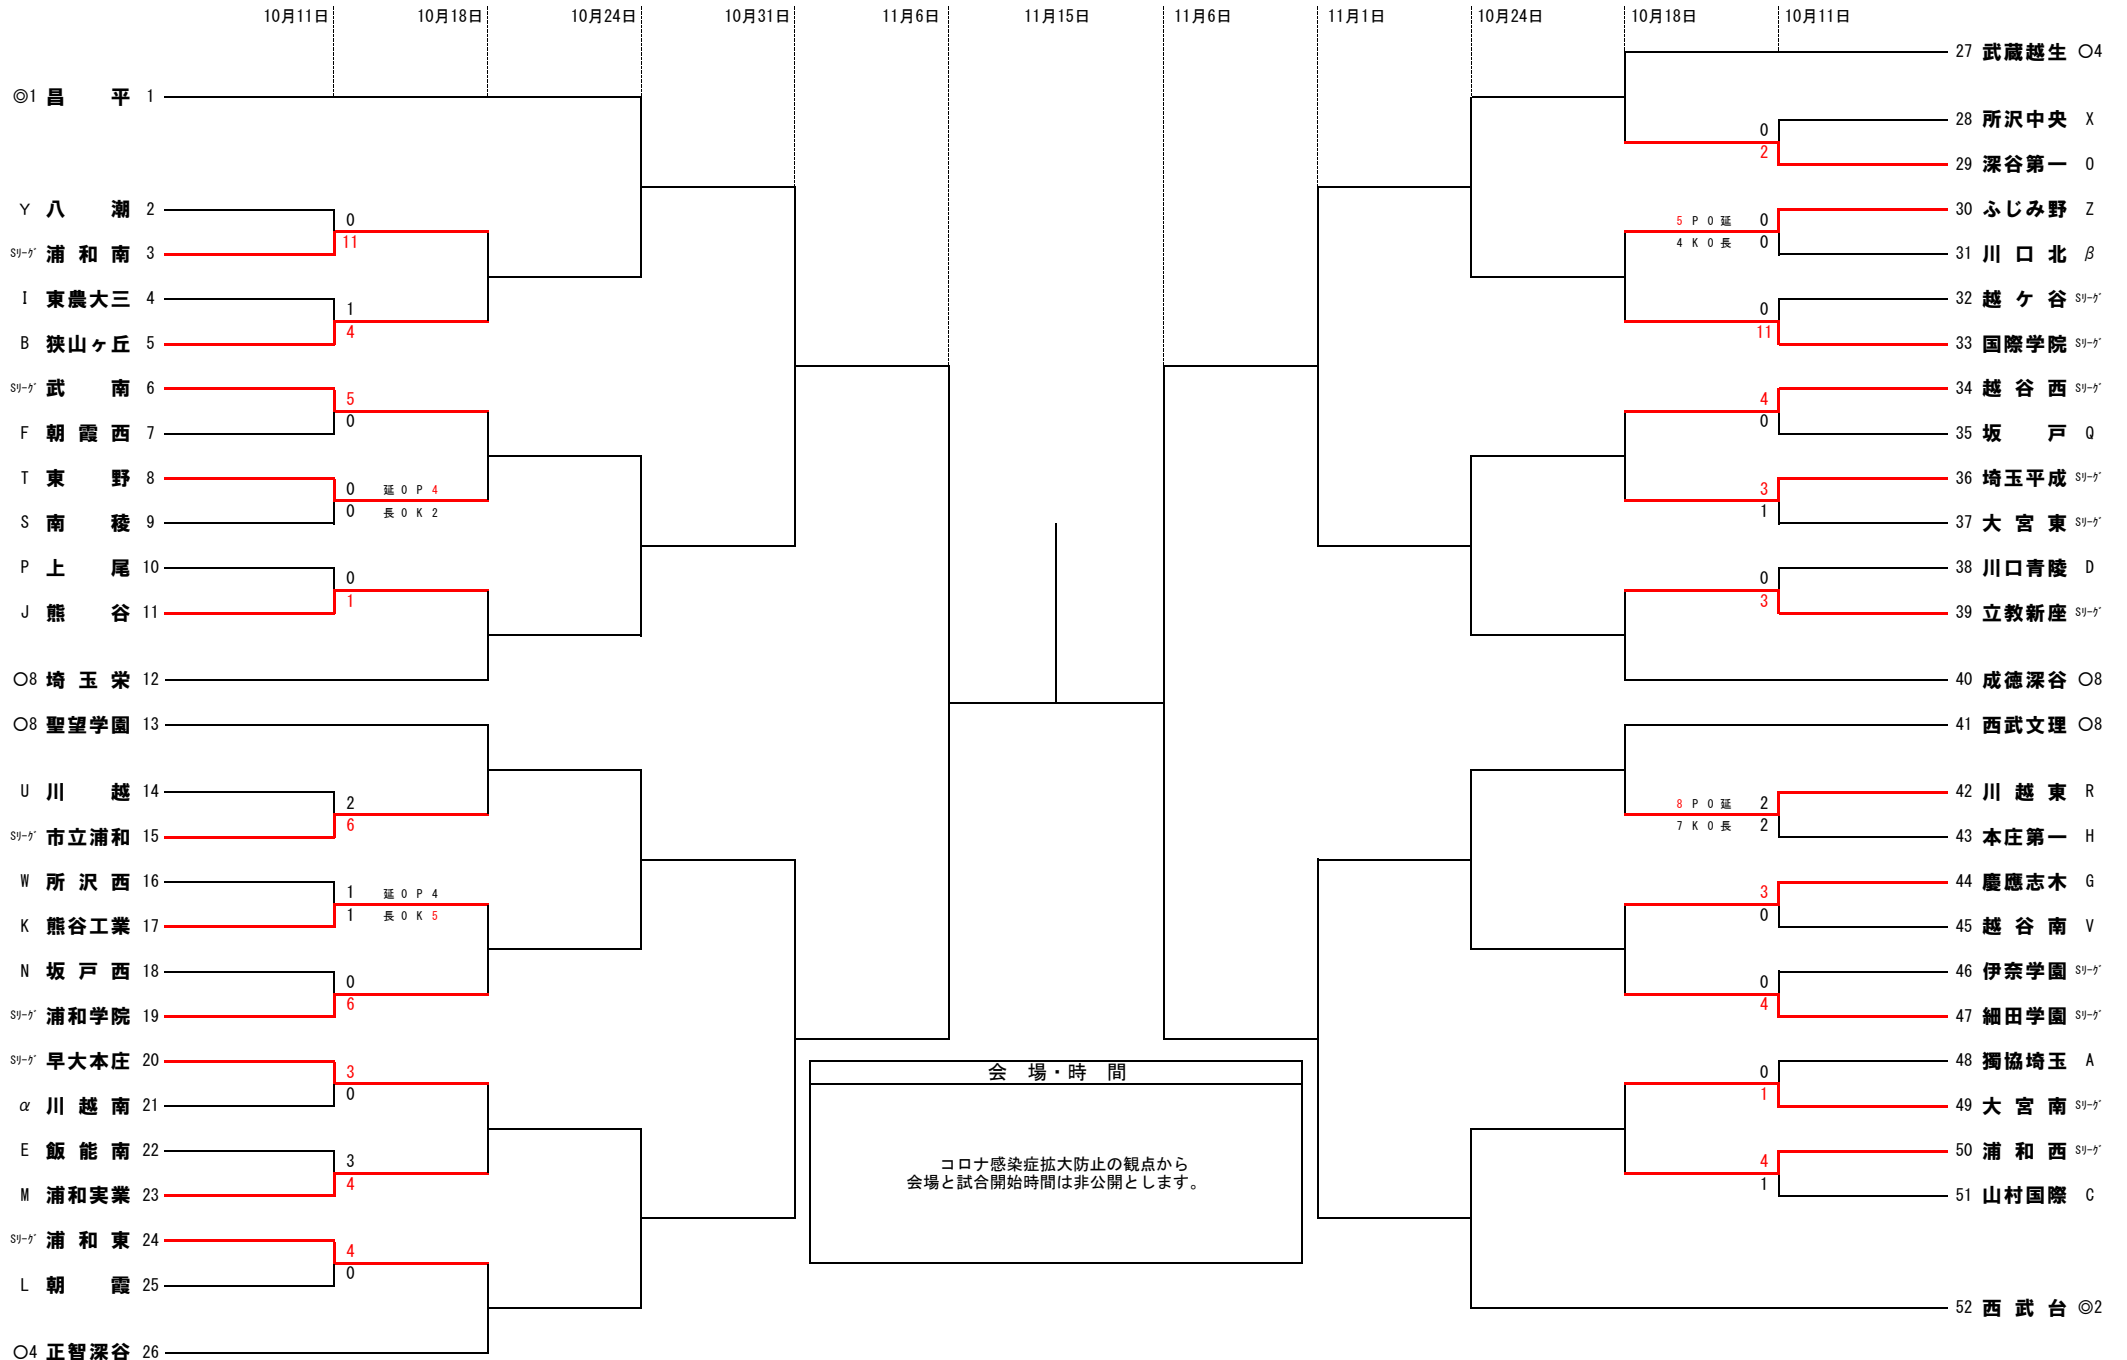 10月11日 10月18日 10月24日 10月31日 11月6日 11月15日 11月6日 11月1日 10月24日 10月18日 10月11日
◎1 昌平 1
Y 八潮 2
0
11
Sリーグ 浦和南 3
I 東農大三 4
1
4
B 狭山ヶ丘 5
Sリーグ 武南 6
5
0
F 朝霞西 7
T 東野 8
0 延 0 P 4
0 長 0 K 2
S 南稜 9
P 上尾 10
0
1
J 熊谷 11
○8 埼玉栄 12
○8 聖望学園 13
U 川越 14
2
6
Sリーグ 市立浦和 15
W 所沢西 16
1 延 0 P 4
1 長 0 K 5
K 熊谷工業 17
N 坂戸西 18
0
6
Sリーグ 浦和学院 19
Sリーグ 早大本庄 20
3
0
α 川越南 21
E 飯能南 22
3
4
M 浦和実業 23
Sリーグ 浦和東 24
4
0
L 朝霞 25
○4 正智深谷 26
27 武蔵越生 ○4
28 所沢中央 X
0
2
29 深谷第一 O
30 ふじみ野 Z
5 P 0 延 0
4 K 0 長 0
31 川口北 β
32 越ケ谷 Sリーグ
0
11
33 国際学院 Sリーグ
34 越谷西 Sリーグ
4
0
35 坂戸 Q
36 埼玉平成 Sリーグ
3
1
37 大宮東 Sリーグ
38 川口青陵 D
0
3
39 立教新座 Sリーグ
40 成徳深谷 ○8
41 西武文理 ○8
42 川越東 R
8 P 0 延 2
7 K 0 長 2
43 本庄第一 H
44 慶應志木 G
3
0
45 越谷南 V
46 伊奈学園 Sリーグ
0
4
47 細田学園 Sリーグ
48 獨協埼玉 A
0
1
49 大宮南 Sリーグ
50 浦和西 Sリーグ
4
1
51 山村国際 C
52 西武台 ◎2
会 場・時 間
コロナ感染症拡大防止の観点から
会場と試合開始時間は非公開とします。